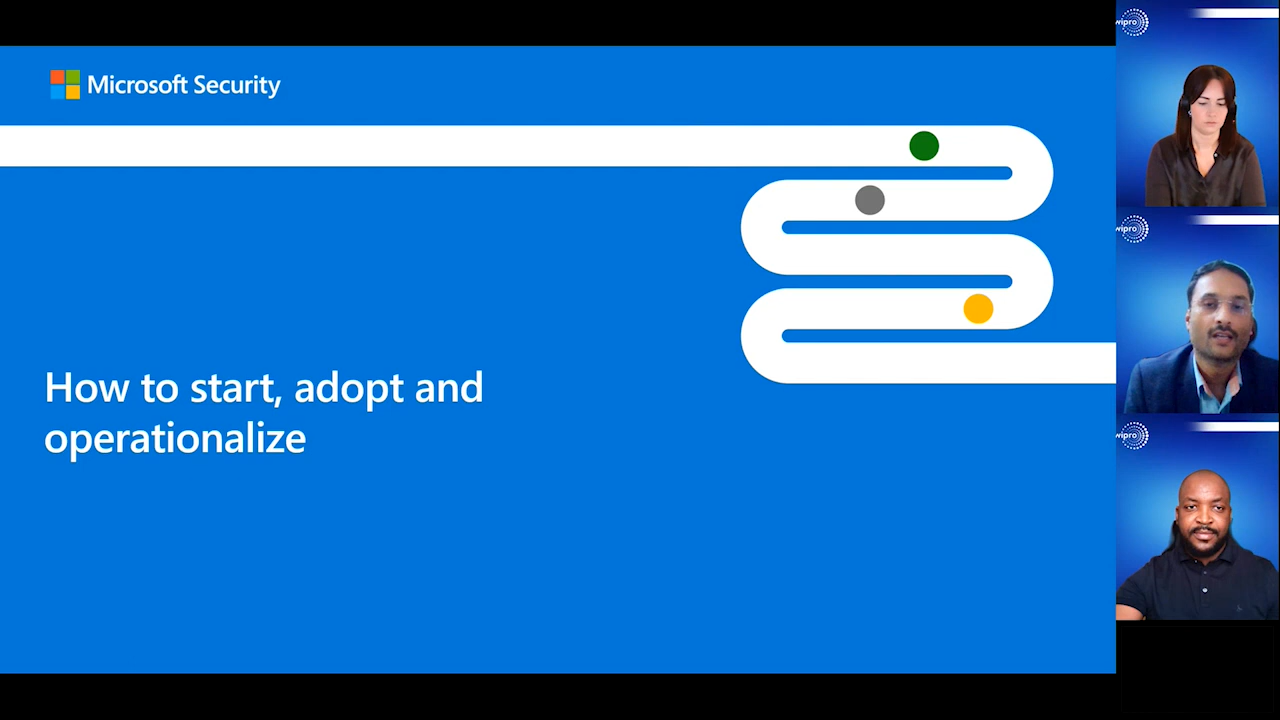 Microsoft Security
How to start, adopt and
operationalize
wipro
wipro
wipro